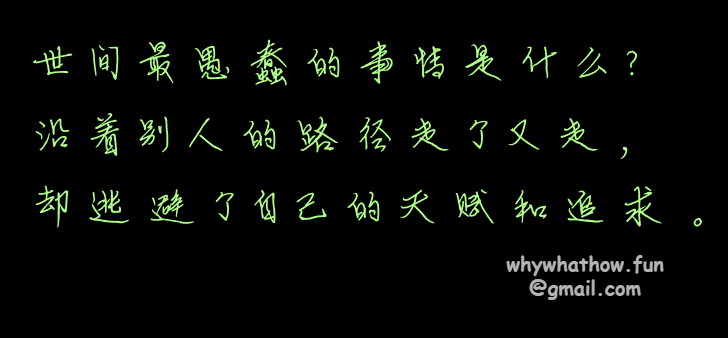 世间最愚蠢的事情是什么?
沿着别人的路径走了又走,
却逃避了自己的天赋和追求。
whywhathow.fun
@gmail.com